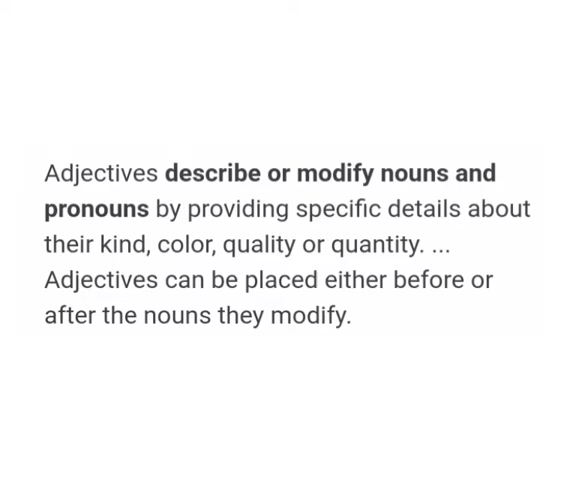 Adjectives describe or modify nouns and
pronouns by providing specific details about
their kind, color, quality or quantity. ...
Adjectives can be placed either before or
after the nouns they modify.